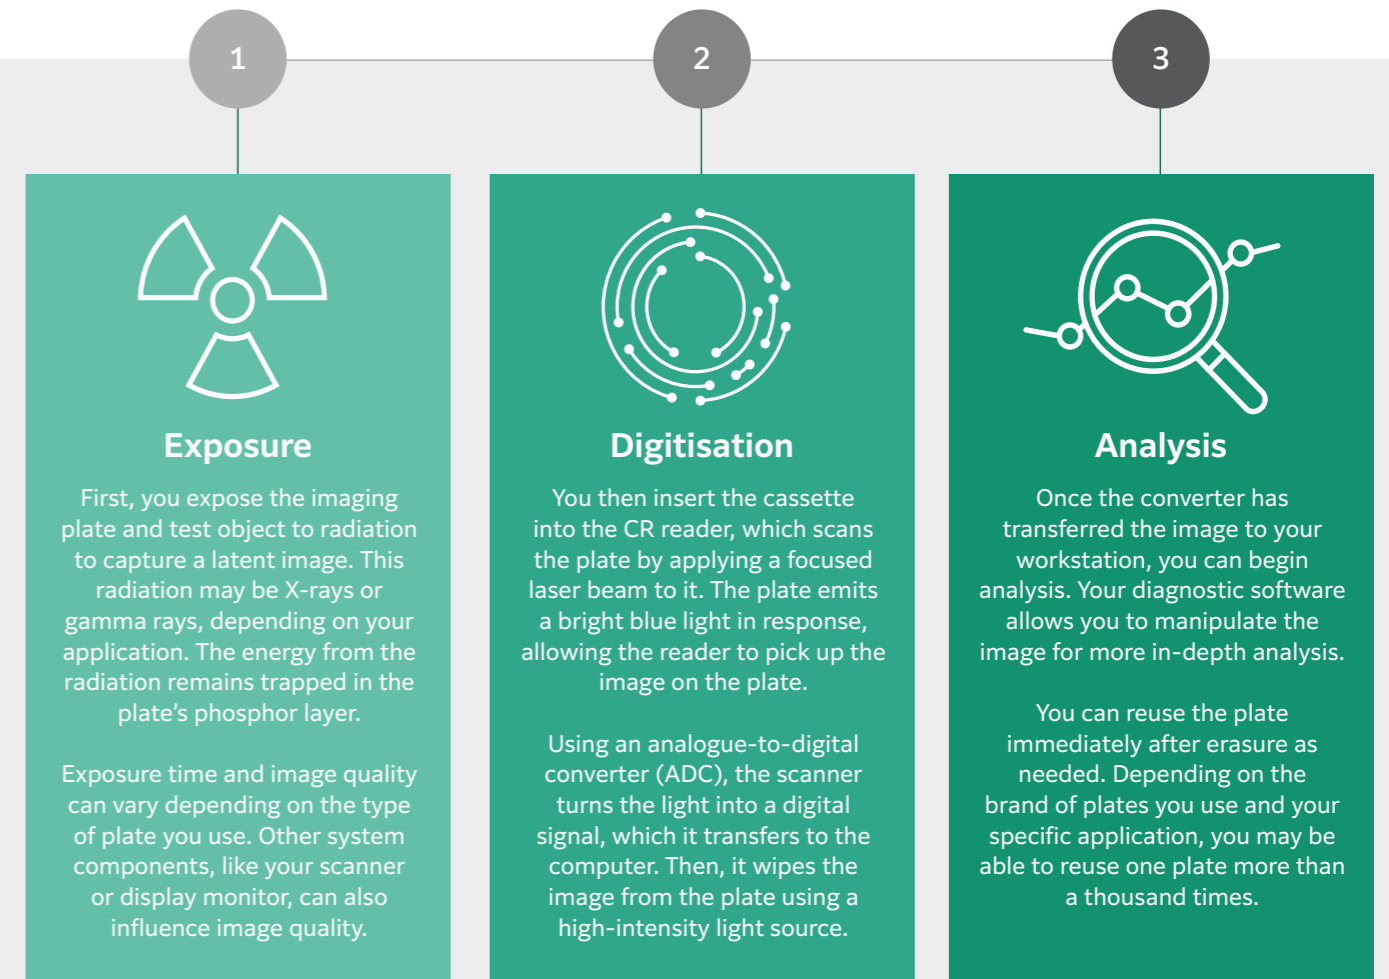 1
2
3
Exposure
First, you expose the imaging
plate and test object to radiation
to capture a latent image. This
radiation may be X-rays or
gamma rays, depending on your
application. The energy from the
radiation remains trapped in the
plate’s phosphor layer.
Exposure time and image quality
can vary depending on the type
of plate you use. Other system
components, like your scanner
or display monitor, can also
influence image quality.
Digitisation
You then insert the cassette
into the CR reader, which scans
the plate by applying a focused
laser beam to it. The plate emits
a bright blue light in response,
allowing the reader to pick up the
image on the plate.
Using an analogue-to-digital
converter (ADC), the scanner
turns the light into a digital
signal, which it transfers to the
computer. Then, it wipes the
image from the plate using a
high-intensity light source.
Analysis
Once the converter has
transferred the image to your
workstation, you can begin
analysis. Your diagnostic software
allows you to manipulate the
image for more in-depth analysis.
You can reuse the plate
immediately after erasure as
needed. Depending on the
brand of plates you use and your
specific application, you may be
able to reuse one plate more than
a thousand times.